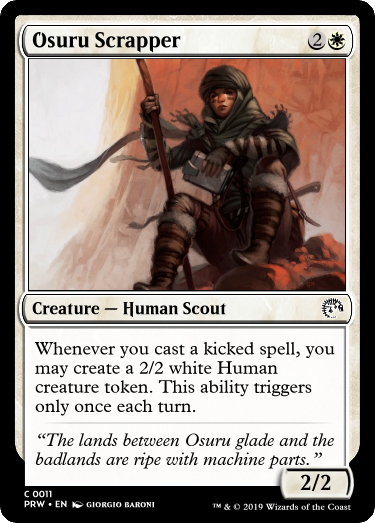 Osuru Scrapper 2
Creature — Human Scout
Whenever you cast a kicked spell, you
may create a 2/2 white Human
creature token. This ability triggers
only once each turn.
“The lands between Osuru glade and the
badlands are ripe with machine parts.”
2/2
C 0011
PRW • EN GIORGIO BARONI
™ & © 2019 Wizards of the Coast